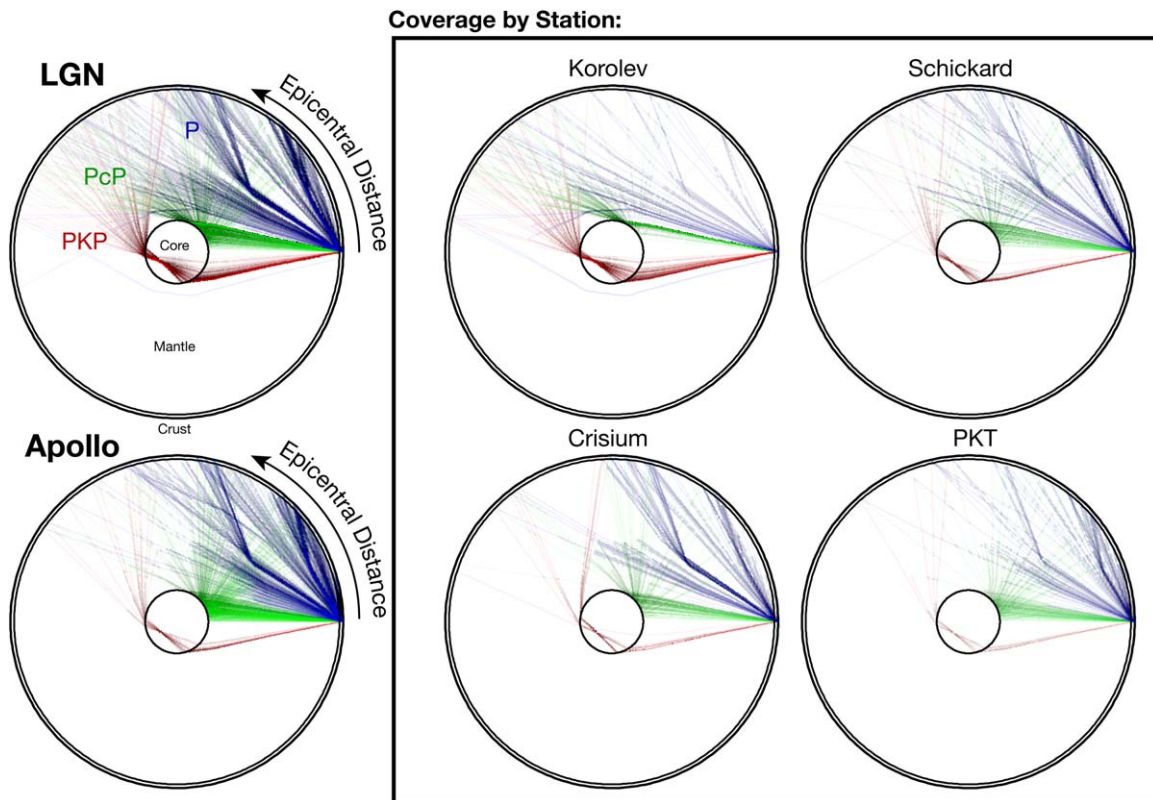 Coverage by Station:
LGN
Epicentral Distance
P
PcP
PKP
Core
Mantle
Crust
Korolev
Schickard
Apollo
Epicentral Distance
Crisium
PKT